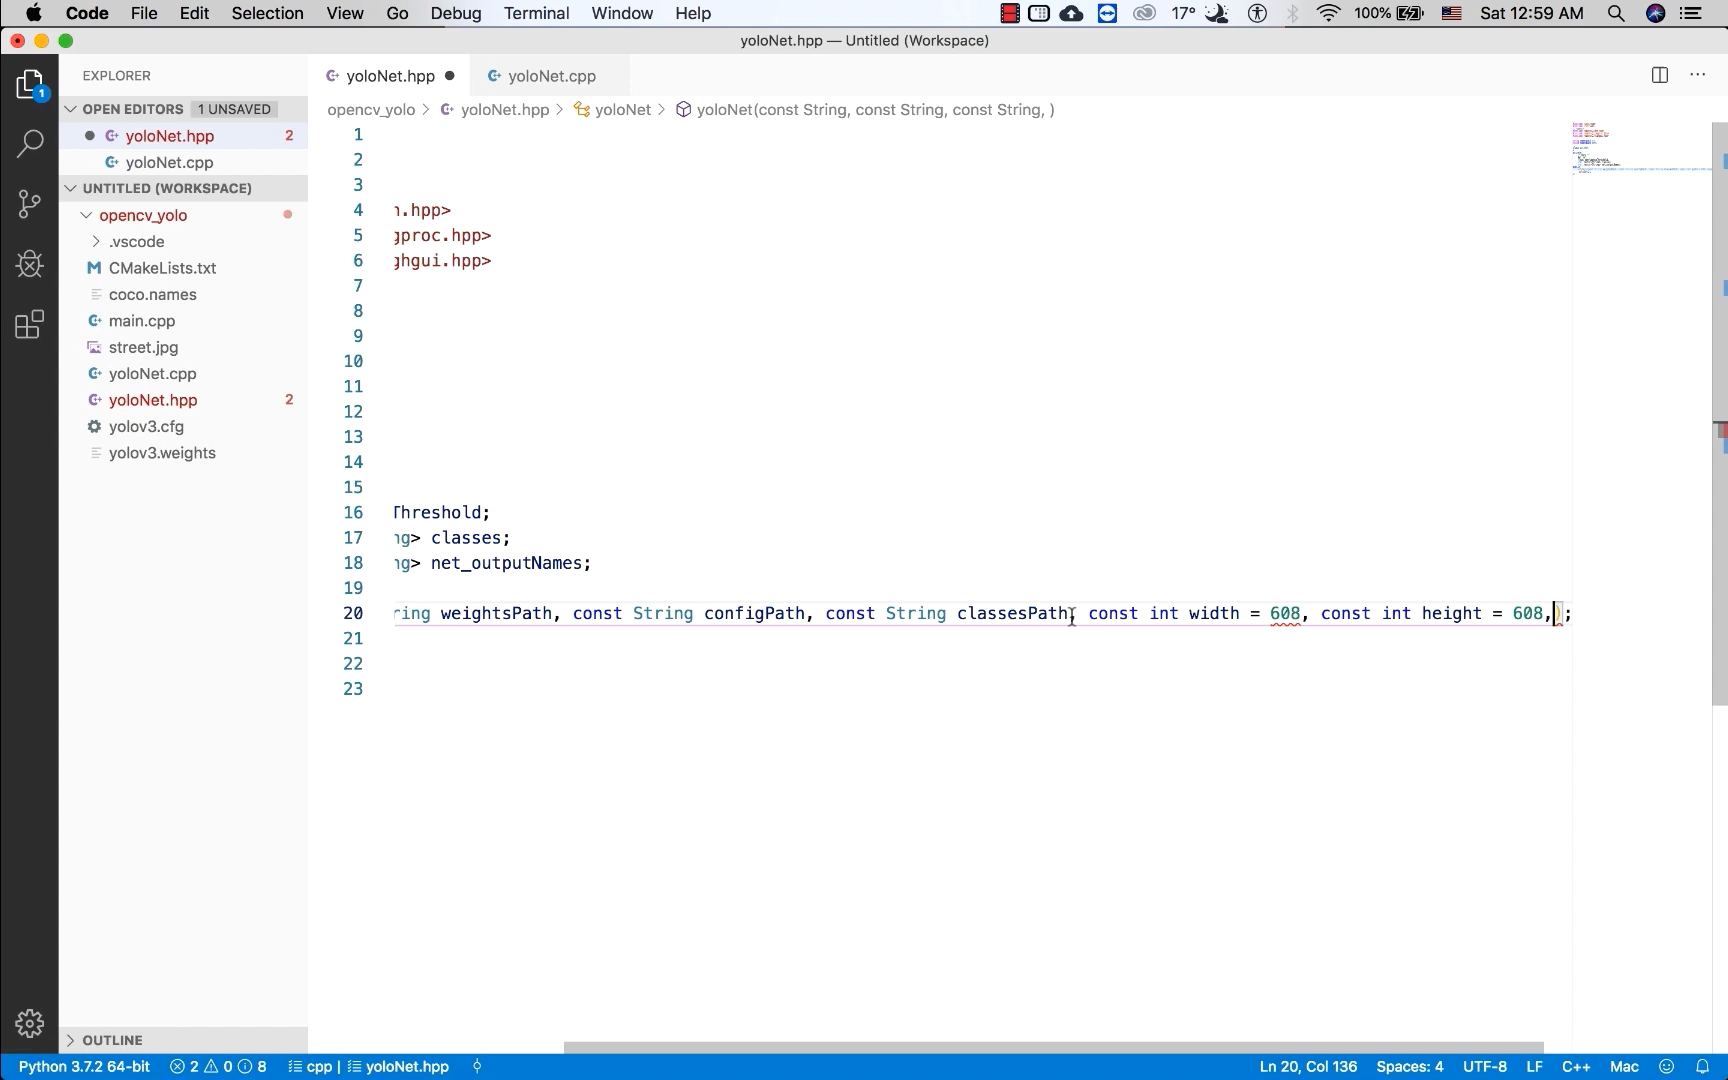 Code File Edit Selection View Go Debug Terminal Window Help 17° 100% Sat 12:59 AM
yoloNet.hpp — Untitled (Workspace)
EXPLORER
yoloNet.hpp
yoloNet.cpp
OPEN EDITORS 1 UNSAVED
opencv_yolo > yoloNet.hpp > yoloNet > yoloNet(const String, const String, const String, )
yoloNet.hpp 2
yoloNet.cpp
UNTITLED (WORKSPACE)
opencv_yolo
.vscode
CMakeLists.txt
coco.names
main.cpp
street.jpg
yoloNet.cpp
yoloNet.hpp 2
yolov3.cfg
yolov3.weights
OUTLINE
1
1
2
3
4 n.hpp>
5 gproc.hpp>
6 ghgui.hpp>
7
8
9
10
11
12
13
14
15
16 Threshold;
17 ng> classes;
18 ng> net_outputNames;
19
20 ring weightsPath, const String configPath, const String classesPath, const int width = 608, const int height = 608,);
21
22
23
Python 3.7.2 64-bit 2 0 8 cpp | yoloNet.hpp Ln 20, Col 136 Spaces: 4 UTF-8 LF C++ Mac